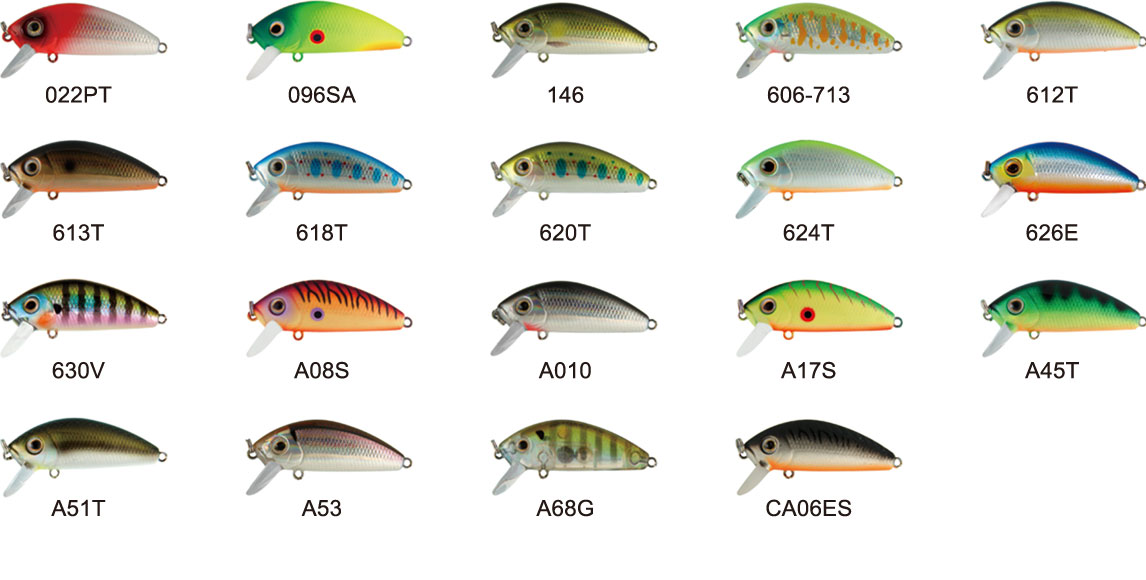 022PT 096SA 146 606-713 612T
613T 618T 620T 624T 626E
630V A08S A010 A17S A45T
A51T A53 A68G CA06ES